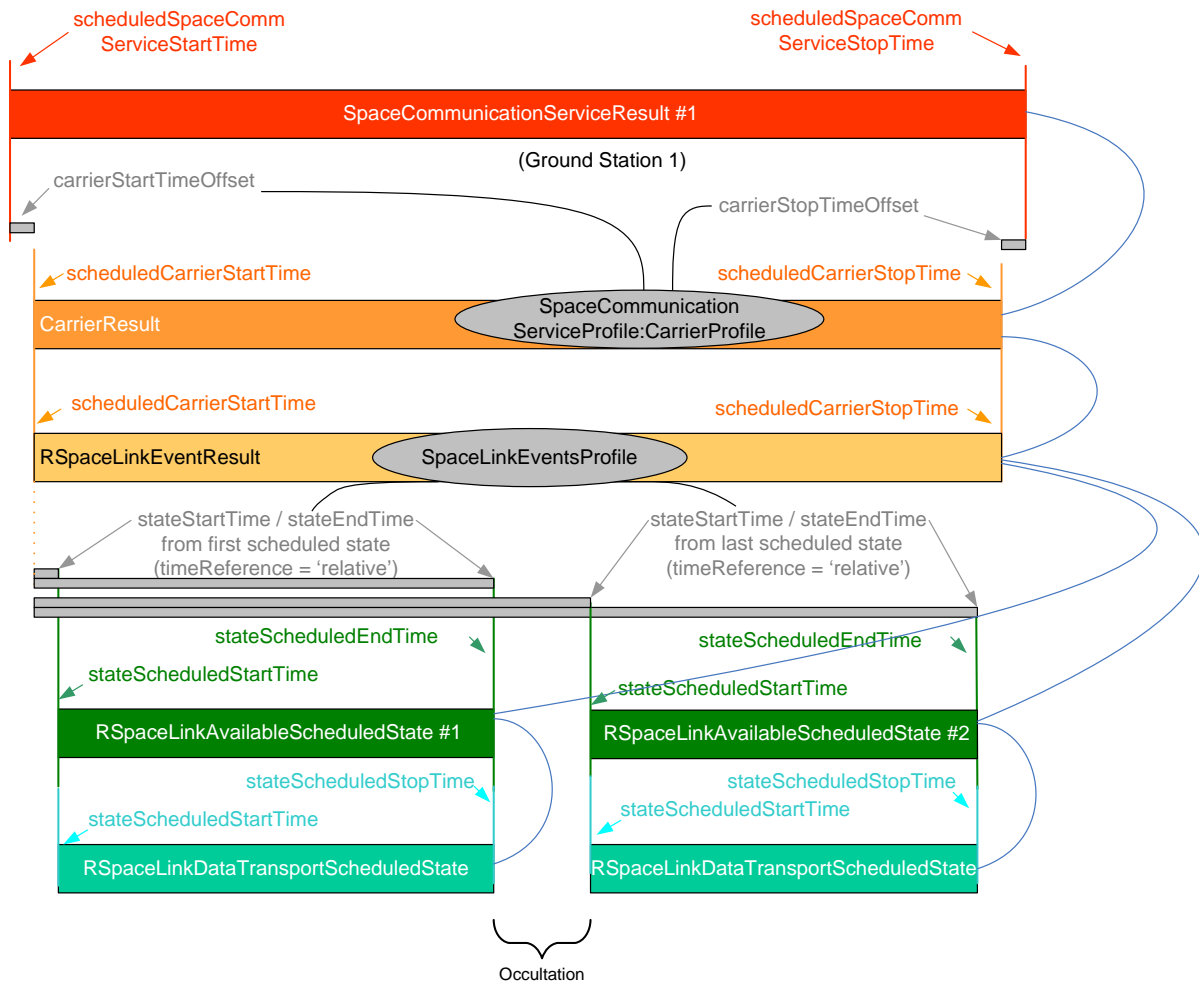 scheduledSpaceComm
ServiceStartTime
scheduledSpaceComm
ServiceStopTime
SpaceCommunicationServiceResult #1
(Ground Station 1)
carrierStartTimeOffset
carrierStopTimeOffset
scheduledCarrierStartTime
scheduledCarrierStopTime
CarrierResult
SpaceCommunication
ServiceProfile:CarrierProfile
scheduledCarrierStartTime
scheduledCarrierStopTime
RSpaceLinkEventResult
SpaceLinkEventsProfile
stateStartTime / stateEndTime
from first scheduled state
(timeReference = ‘relative’)
stateStartTime / stateEndTime
from last scheduled state
(timeReference = ‘relative’)
stateScheduledEndTime
stateScheduledStartTime
stateScheduledEndTime
stateScheduledStartTime
RSpaceLinkAvailableScheduledState #1
RSpaceLinkAvailableScheduledState #2
stateScheduledStopTime
stateScheduledStartTime
stateScheduledStopTime
stateScheduledStartTime
RSpaceLinkDataTransportScheduledState
RSpaceLinkDataTransportScheduledState
Occultation